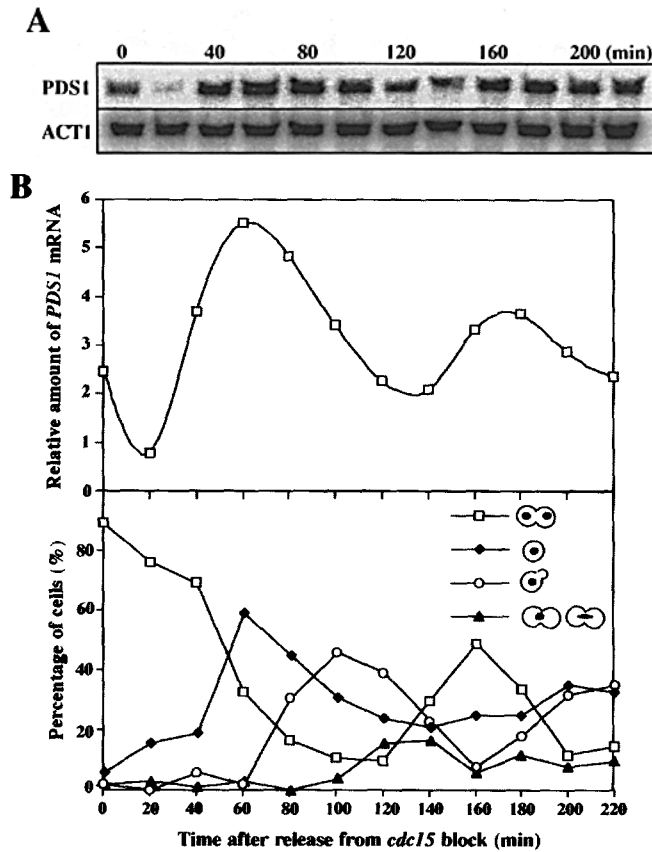 A
0 40 80 120 160 200 (min)
PDS1
ACT1
B
Relative amount of PDS1 mRNA
6
5
4
3
2
1
0
Percentage of cells (%)
80
60
40
20
0
0 20 40 60 80 100 120 140 160 180 200 220
Time after release from cdc15 block (min)